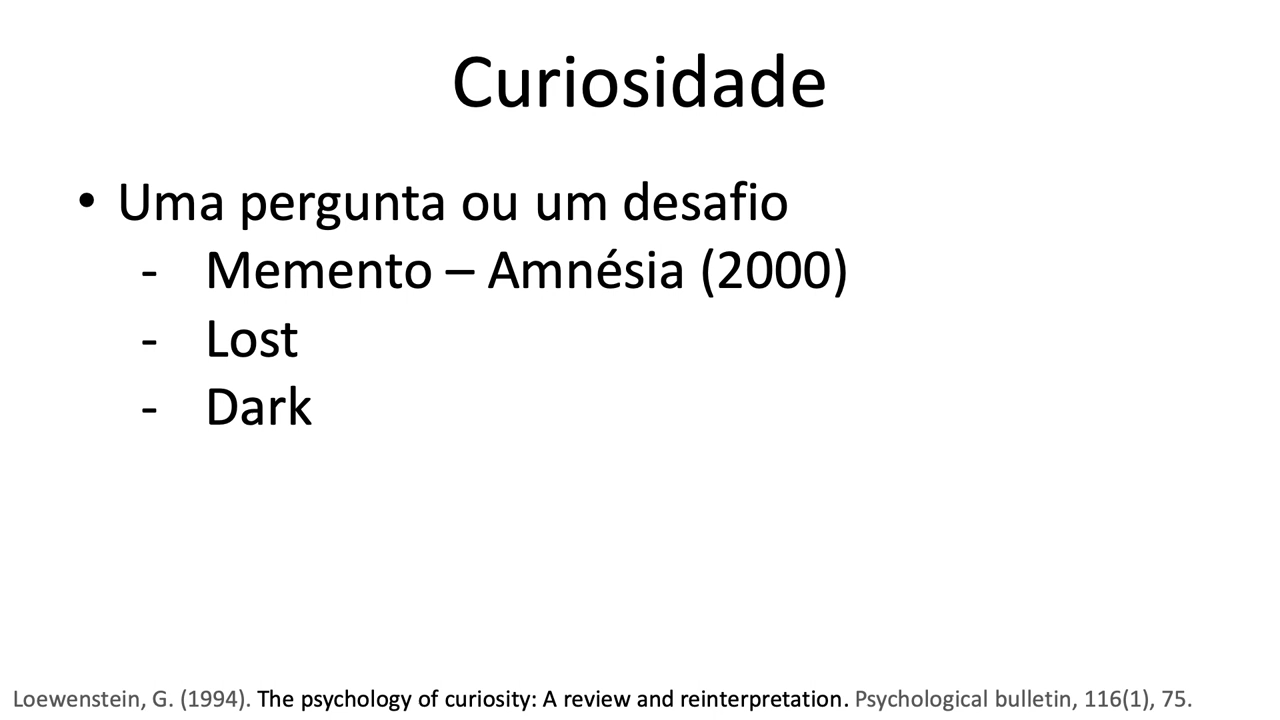 Curiosidade
• Uma pergunta ou um desafio
- Memento – Amnésia (2000)
- Lost
- Dark
Loewenstein, G. (1994). The psychology of curiosity: A review and reinterpretation. Psychological bulletin, 116(1), 75.